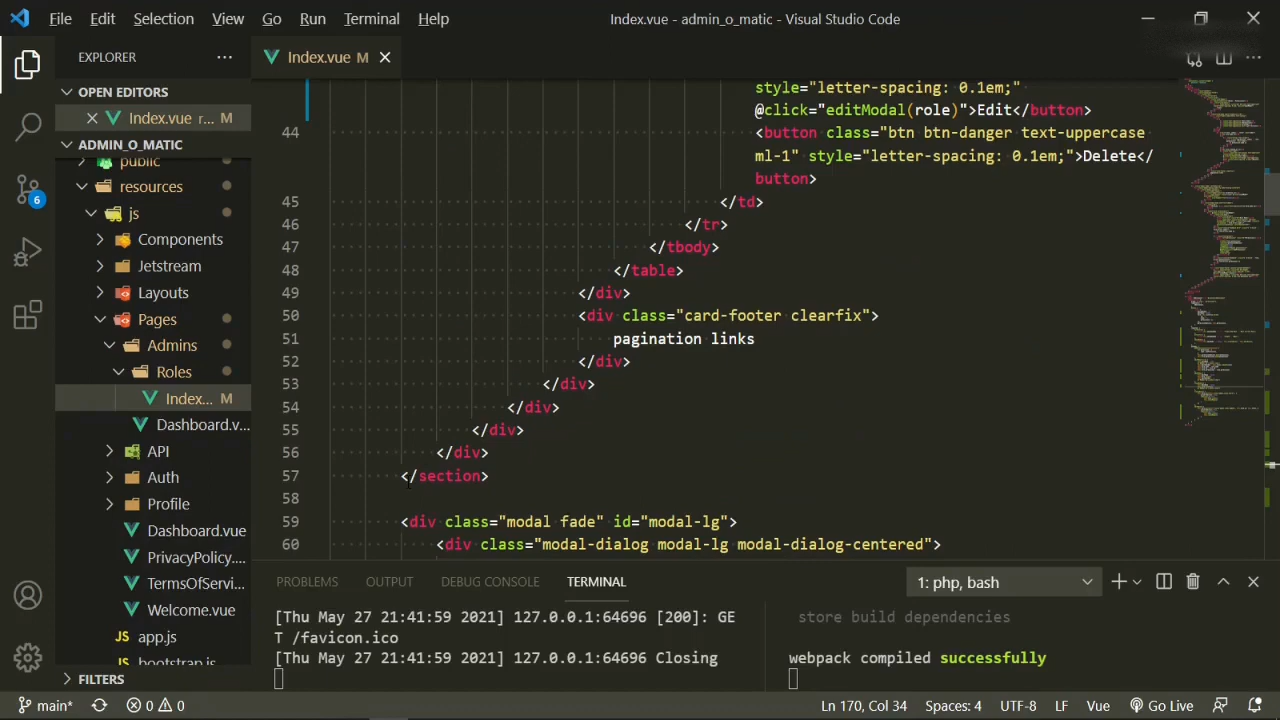 File Edit Selection View Go Run Terminal Help
Index.vue - admin_o_matic - Visual Studio Code
EXPLORER
Index.vue M
OPEN EDITORS
Index.vue r... M
ADMIN_O_MATIC
public
resources
js
Components
Jetstream
Layouts
Pages
Admins
Roles
Index... M
Dashboard.v...
API
Auth
Profile
Dashboard.vue
PrivacyPolicy....
TermsOfServi...
Welcome.vue
app.js
bootstrap.js
FILTERS
6
style="letter-spacing: 0.1em;"
@click="editModal(role)">Edit</button>
44 <button class="btn btn-danger text-uppercase
ml-1" style="letter-spacing: 0.1em;">Delete</
button>
45 </td>
46 </tr>
47 </tbody>
48 </table>
49 </div>
50 <div class="card-footer clearfix">
51 pagination links
52 </div>
53 </div>
54 </div>
55 </div>
56 </div>
57 </section>
58
59 <div class="modal fade" id="modal-lg">
60 <div class="modal-dialog modal-lg modal-dialog-centered">
PROBLEMS OUTPUT DEBUG CONSOLE TERMINAL
1: php, bash
[Thu May 27 21:41:59 2021] 127.0.0.1:64696 [200]: GE
T /favicon.ico
[Thu May 27 21:41:59 2021] 127.0.0.1:64696 Closing
store build dependencies
webpack compiled successfully
main* 0 0
Ln 170, Col 34 Spaces: 4 UTF-8 LF Vue Go Live